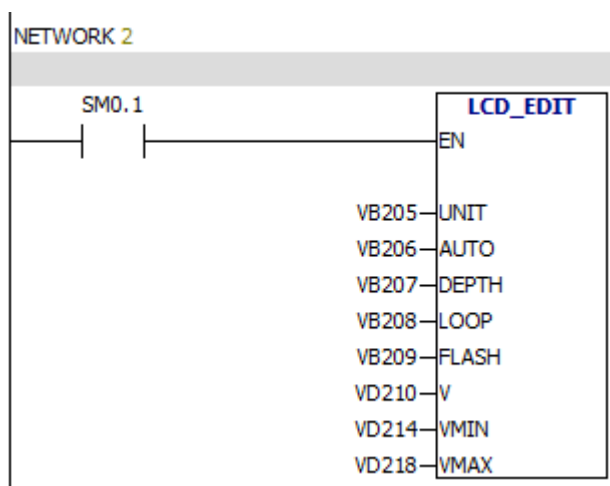 NETWORK 2
SM0.1
LCD_EDIT
EN
VB205 UNIT
VB206 AUTO
VB207 DEPTH
VB208 LOOP
VB209 FLASH
VD210 V
VD214 VMIN
VD218 VMAX